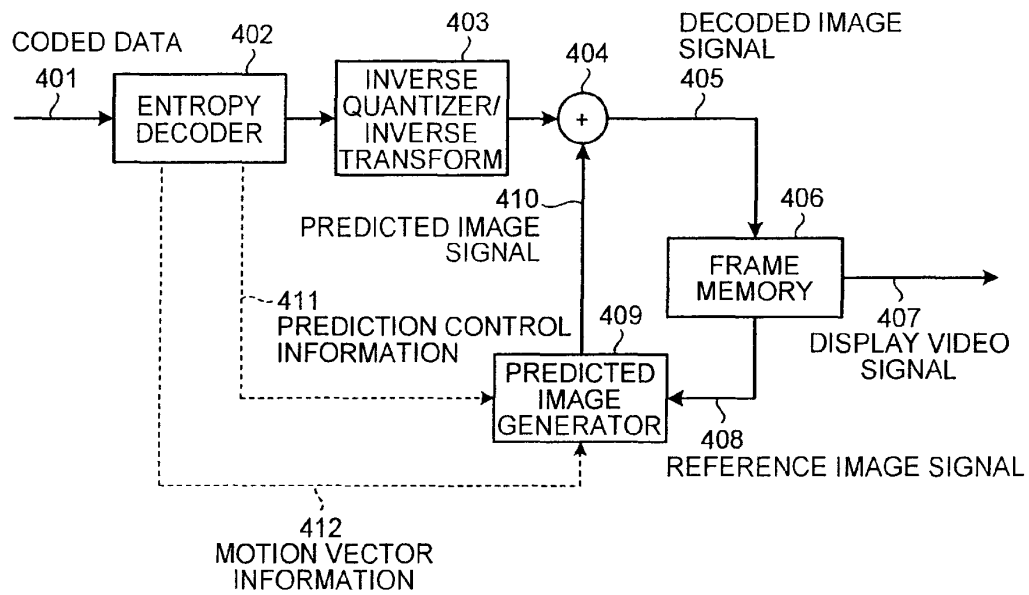 CODED DATA
401
402
ENTROPY
DECODER
403
INVERSE
QUANTIZER/
INVERSE
TRANSFORM
404
+
DECODED IMAGE
SIGNAL
405
410
PREDICTED IMAGE
SIGNAL
406
FRAME
MEMORY
407
DISPLAY VIDEO
SIGNAL
411
PREDICTION CONTROL
INFORMATION
409
PREDICTED
IMAGE
GENERATOR
408
REFERENCE IMAGE SIGNAL
412
MOTION VECTOR
INFORMATION